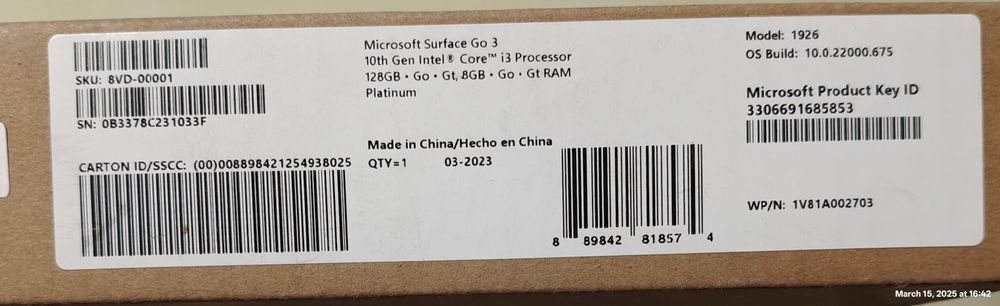 SKU: 8VD-00001
SN: 0B3378C231033F
CARTON ID/SSCC: (00)008898421254938025
Microsoft Surface Go 3
10th Gen Intel® Core™ i3 Processor
128GB • Go • Gt, 8GB • Go • Gt RAM
Platinum
Made in China/Hecho en China
QTY=1 03-2023
8 89842 81857 4
Model: 1926
OS Build: 10.0.22000.675
Microsoft Product Key ID
3306691685853
WP/N: 1V81A002703
March 15, 2025 at 16:42